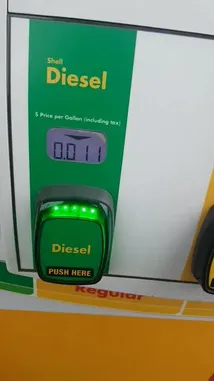 Shell
Diesel
$ Price per Gallon (including tax)
0.011
Diesel
PUSH HERE
Regular